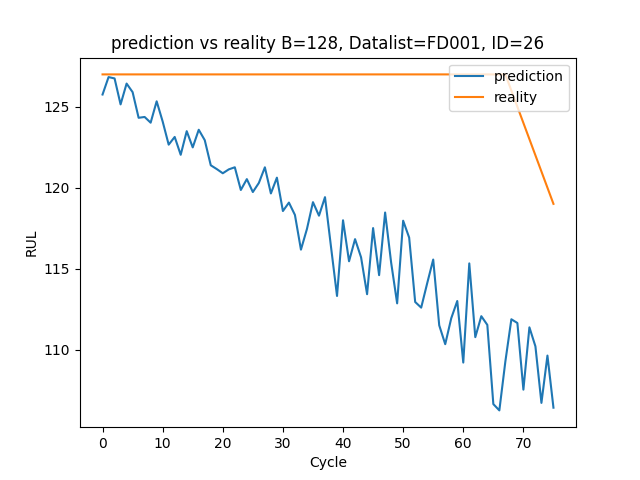 prediction vs reality B=128, Datalist=FD001, ID=26
prediction
reality
125
120
115
110
RUL
0 10 20 30 40 50 60 70
Cycle